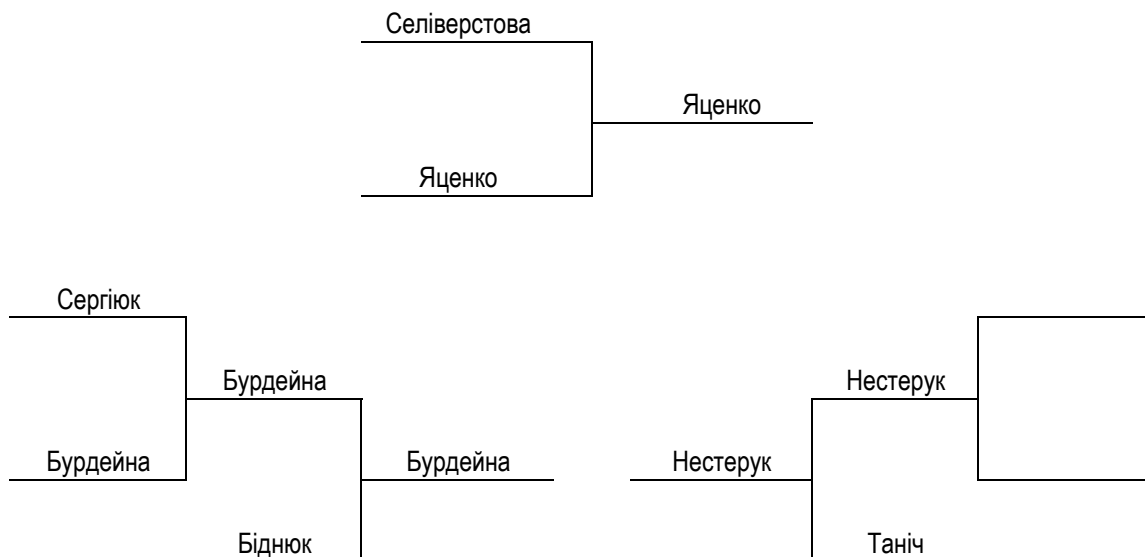 Селіверстова
Яценко
Яценко
Сергіюк
Бурдейна
Нестерук
Бурдейна
Бурдейна
Нестерук
Біднюк
Таніч